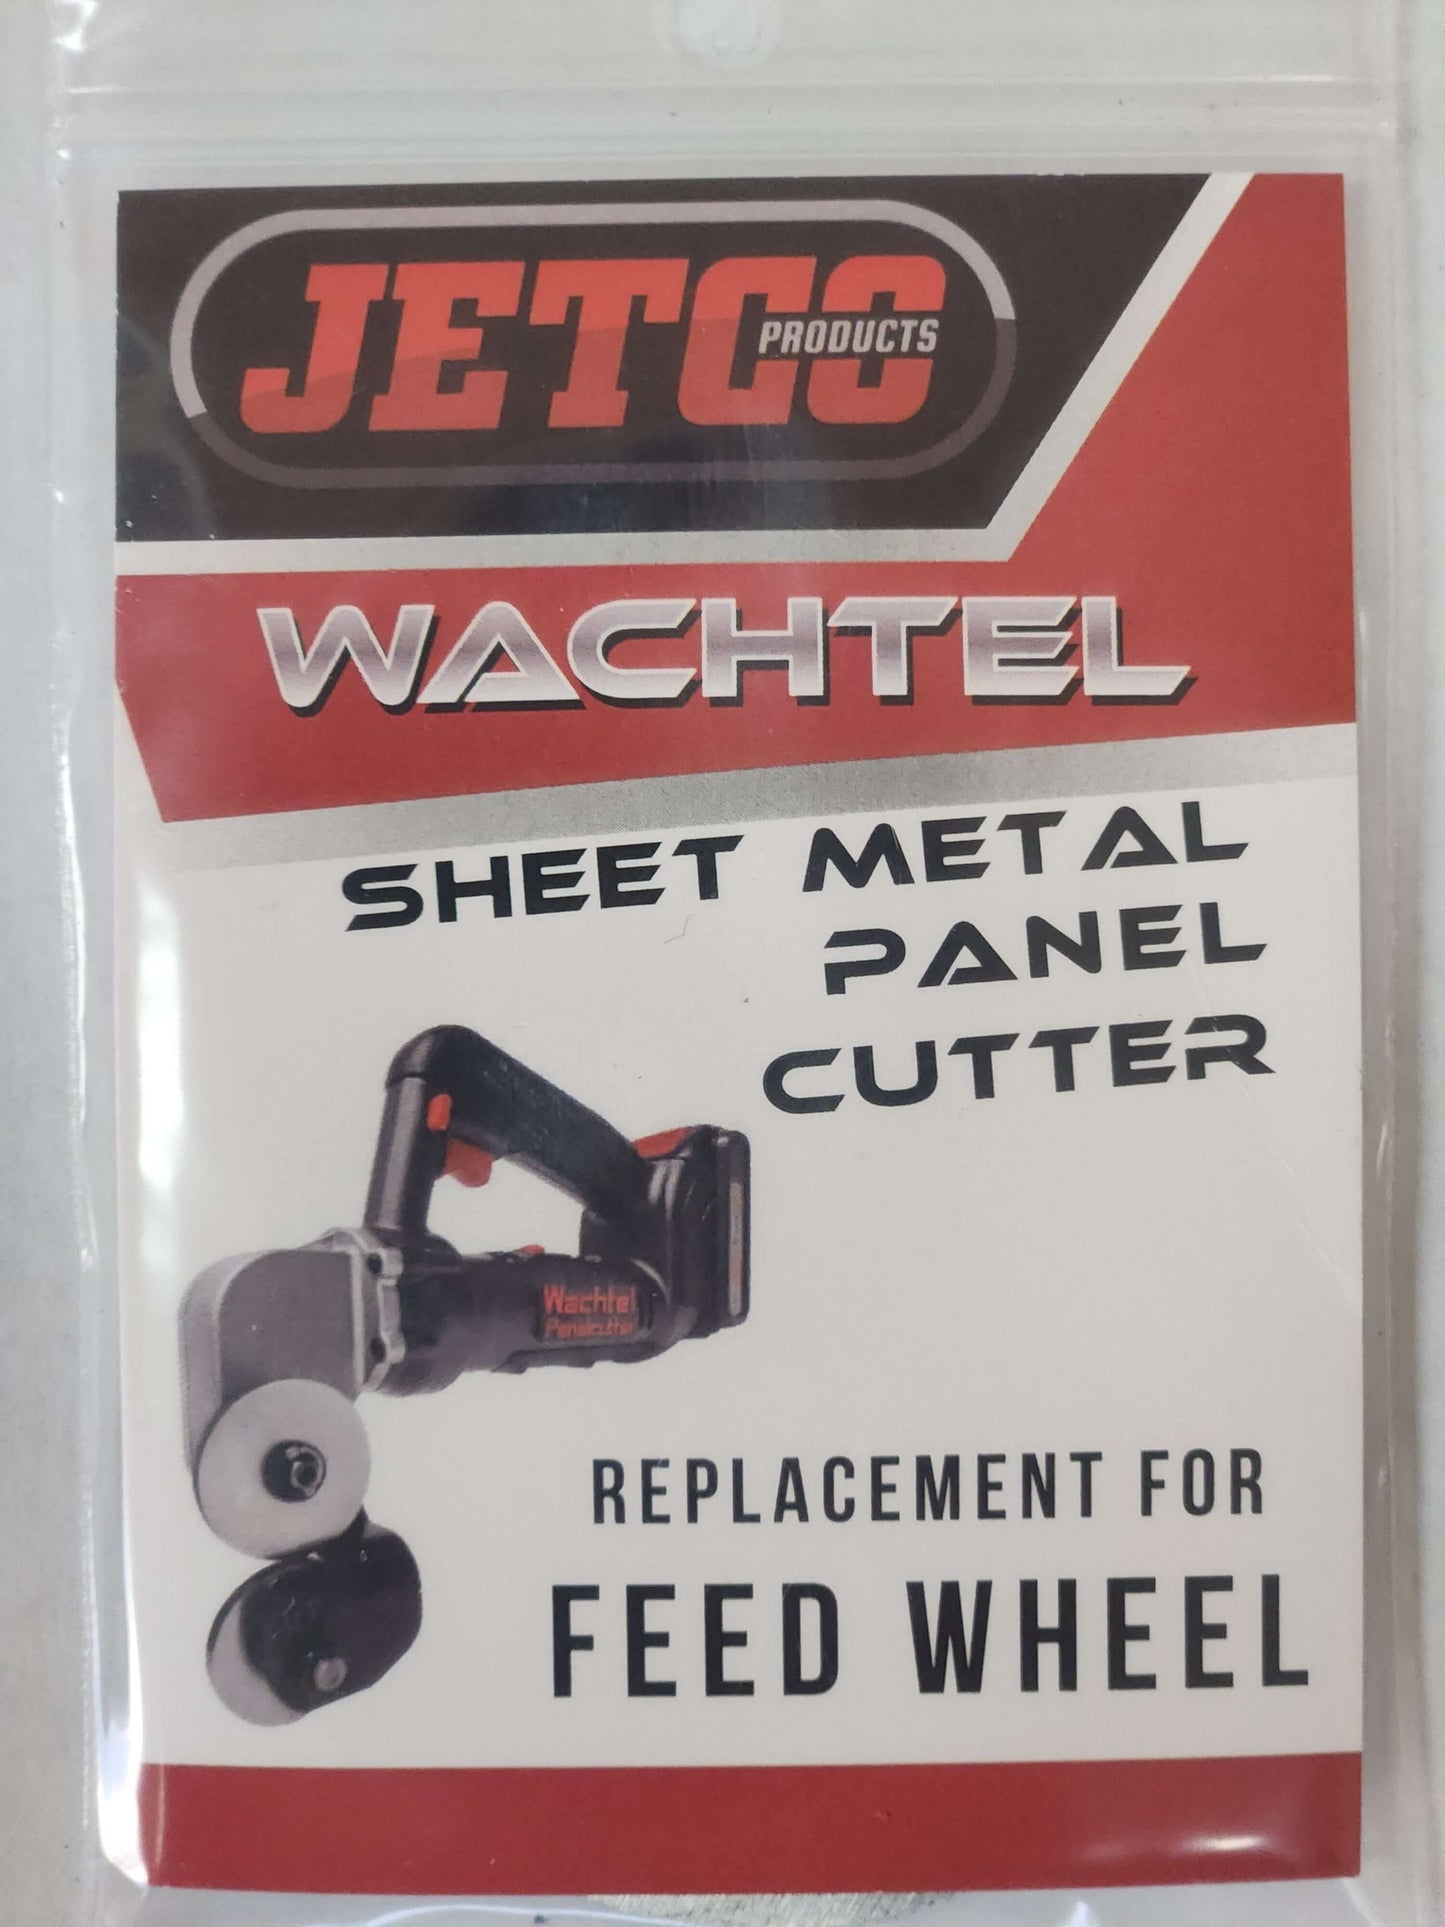 JETCO
PRODUCTS
WACHTEL
SHEET METAL
PANEL
CUTTER
Wachtel
Panelcutter
REPLACEMENT FOR
FEED WHEEL